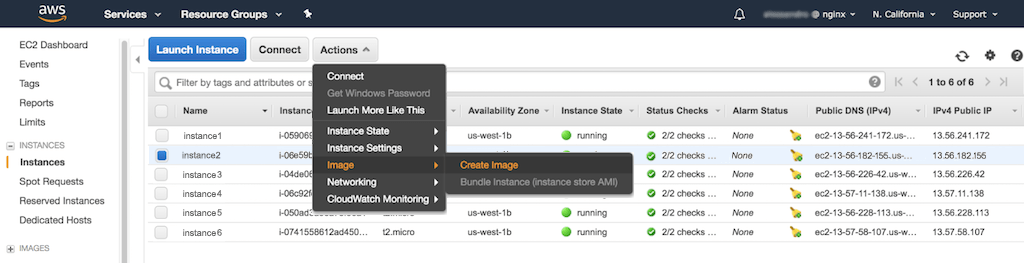 aws Services Resource Groups @ nginx N. California Support
EC2 Dashboard
Events
Tags
Reports
Limits
INSTANCES
Instances
Spot Requests
Reserved Instances
Dedicated Hosts
IMAGES
Launch Instance Connect Actions
Filter by tags and attributes or s 1 to 6 of 6
Name Instanc Availability Zone Instance State Status Checks Alarm Status Public DNS (IPv4) IPv4 Public IP
instance1 i-059069 us-west-1b running 2/2 checks ... None ec2-13-56-241-172.us-... 13.56.241.172
instance2 i-06e59b running 2/2 checks ... None ec2-13-56-182-155.us-... 13.56.182.155
instance3 i-04de06 2/2 checks ... None ec2-13-56-226-42.us-w... 13.56.226.42
instance4 i-06c92f 2/2 checks ... None ec2-13-57-11-138.us-w... 13.57.11.138
instance5 i-050ad us-west-1b running 2/2 checks ... None ec2-13-56-228-113.us-... 13.56.228.113
instance6 i-0741558612ad450... t2.micro us-west-1b running 2/2 checks ... None ec2-13-57-58-107.us-w... 13.57.58.107
Connect
Get Windows Password
Launch More Like This
Instance State
Instance Settings
Image
Networking
CloudWatch Monitoring
Create Image
Bundle Instance (instance store AMI)